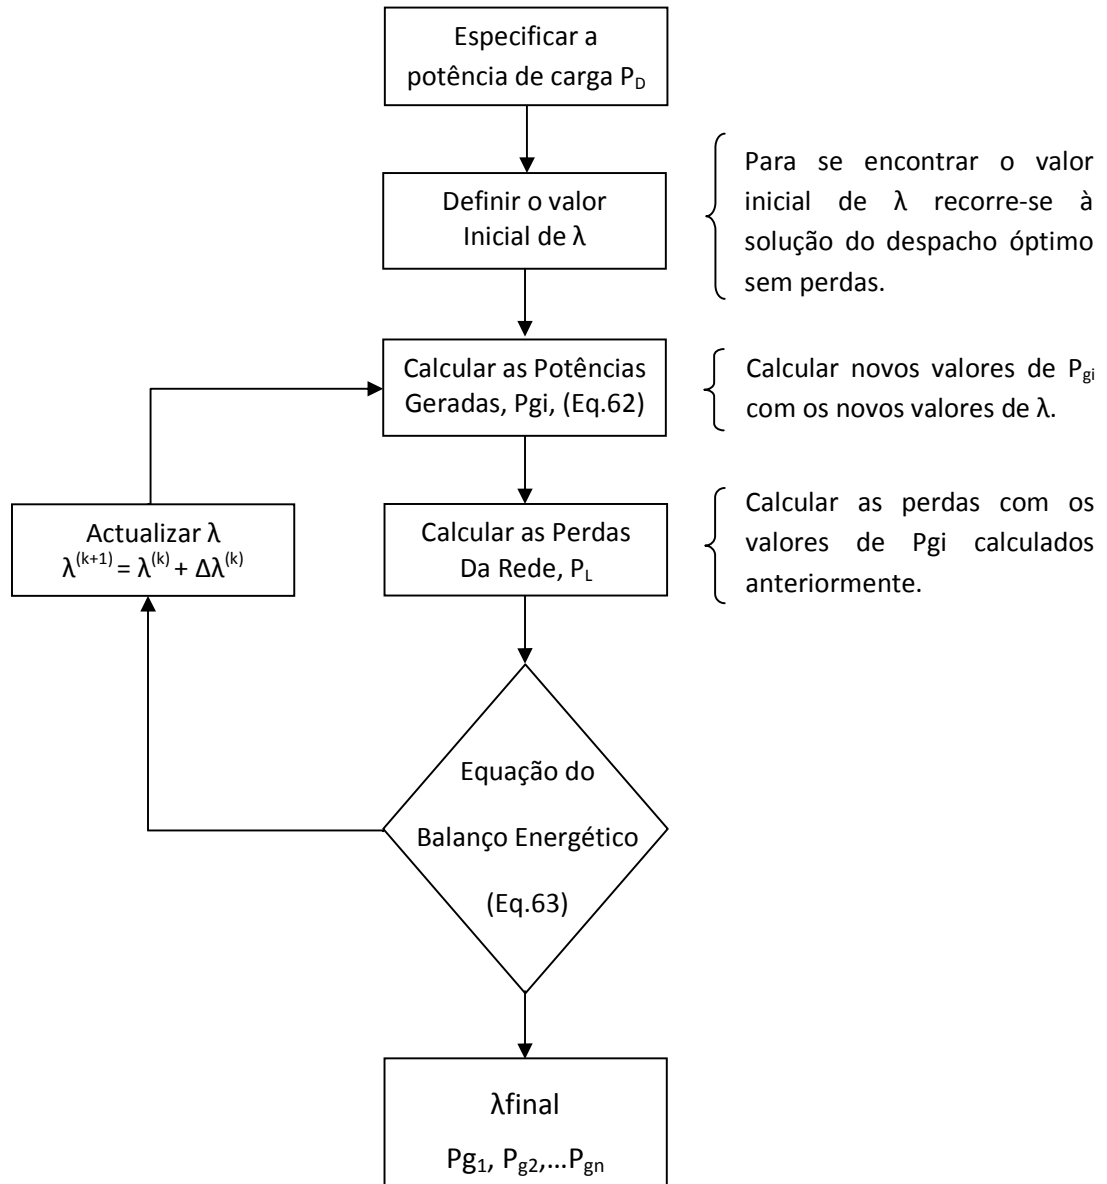 Especificar a
potência de carga P_D
Definir o valor
Inicial de λ
Para se encontrar o valor
inicial de λ recorre-se à
solução do despacho óptimo
sem perdas.
Calcular as Potências
Geradas, Pgi, (Eq.62)
Calcular novos valores de P_gi
com os novos valores de λ.
Actualizar λ
λ^(k+1) = λ^(k) + Δλ^(k)
Calcular as Perdas
Da Rede, P_L
Calcular as perdas com os
valores de Pgi calculados
anteriormente.
Equação do
Balanço Energético
(Eq.63)
λfinal
Pg_1, P_g2,...P_gn